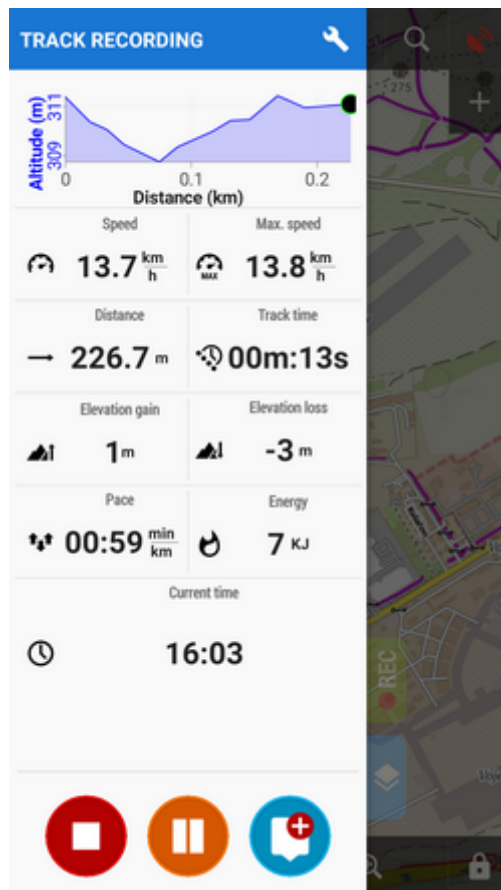 TRACK RECORDING
Altitude (m)
311
309
0
0.1
0.2
Distance (km)
Speed
Max. speed
13.7 km/h
MAX
13.8 km/h
Distance
Track time
226.7 m
00m:13s
Elevation gain
Elevation loss
1 m
-3 m
Pace
Energy
00:59 min/km
7 KJ
Current time
16:03
275
REC